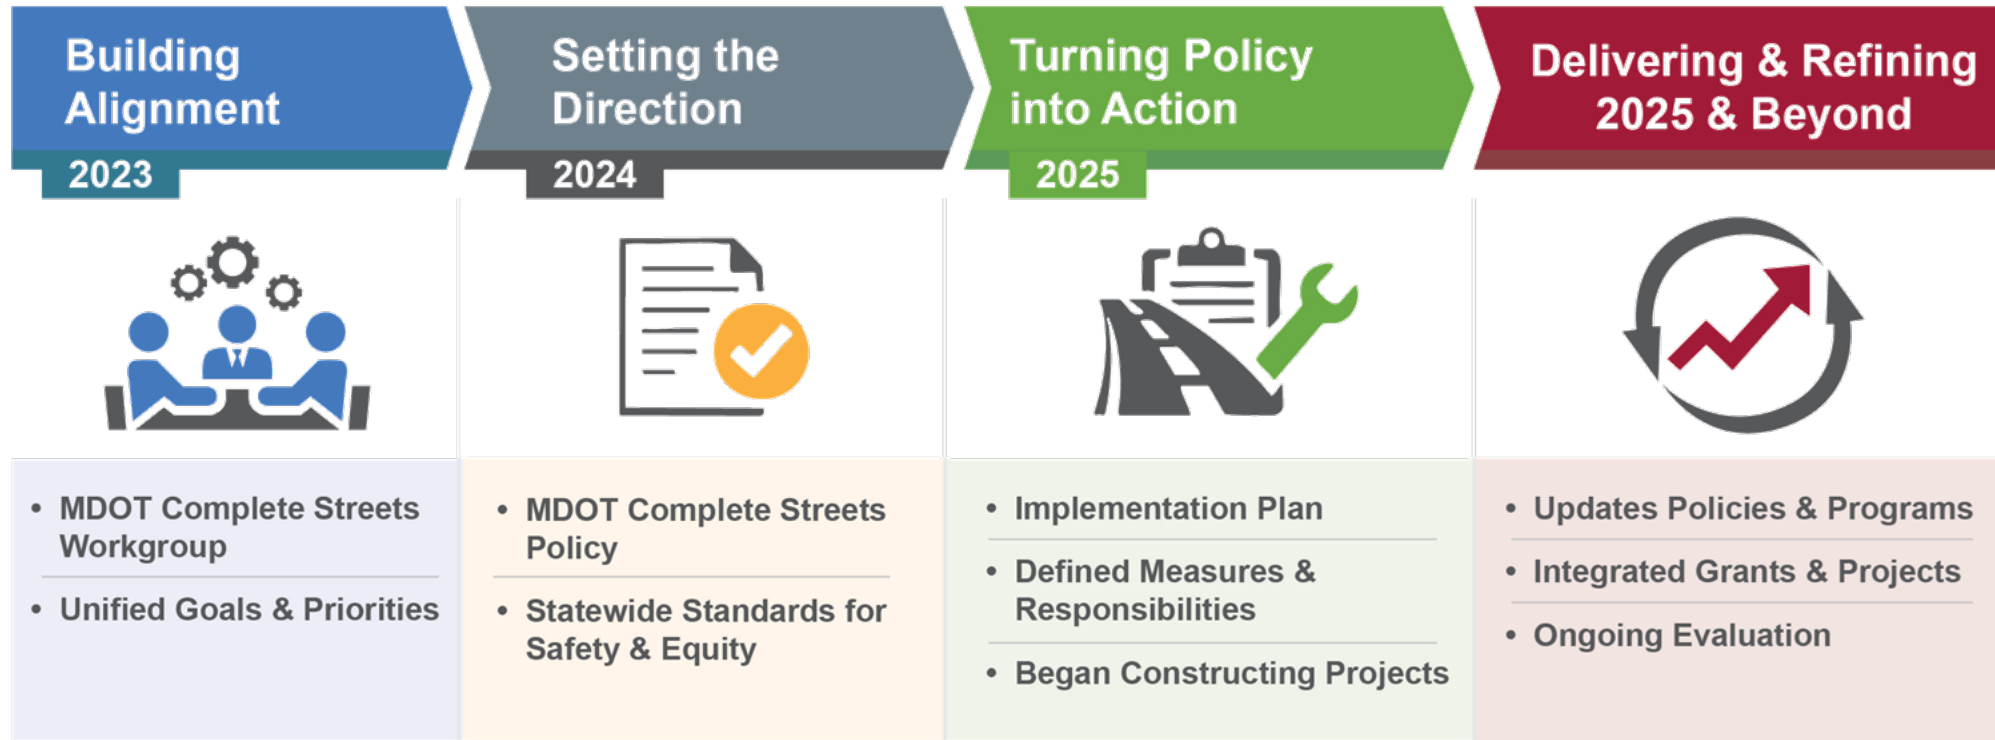 Building
Alignment
2023
Setting the
Direction
2024
Turning Policy
into Action
2025
Delivering & Refining
2025 & Beyond
• MDOT Complete Streets
Workgroup
• Unified Goals & Priorities
• MDOT Complete Streets
Policy
• Statewide Standards for
Safety & Equity
• Implementation Plan
• Defined Measures &
Responsibilities
• Began Constructing Projects
• Updates Policies & Programs
• Integrated Grants & Projects
• Ongoing Evaluation